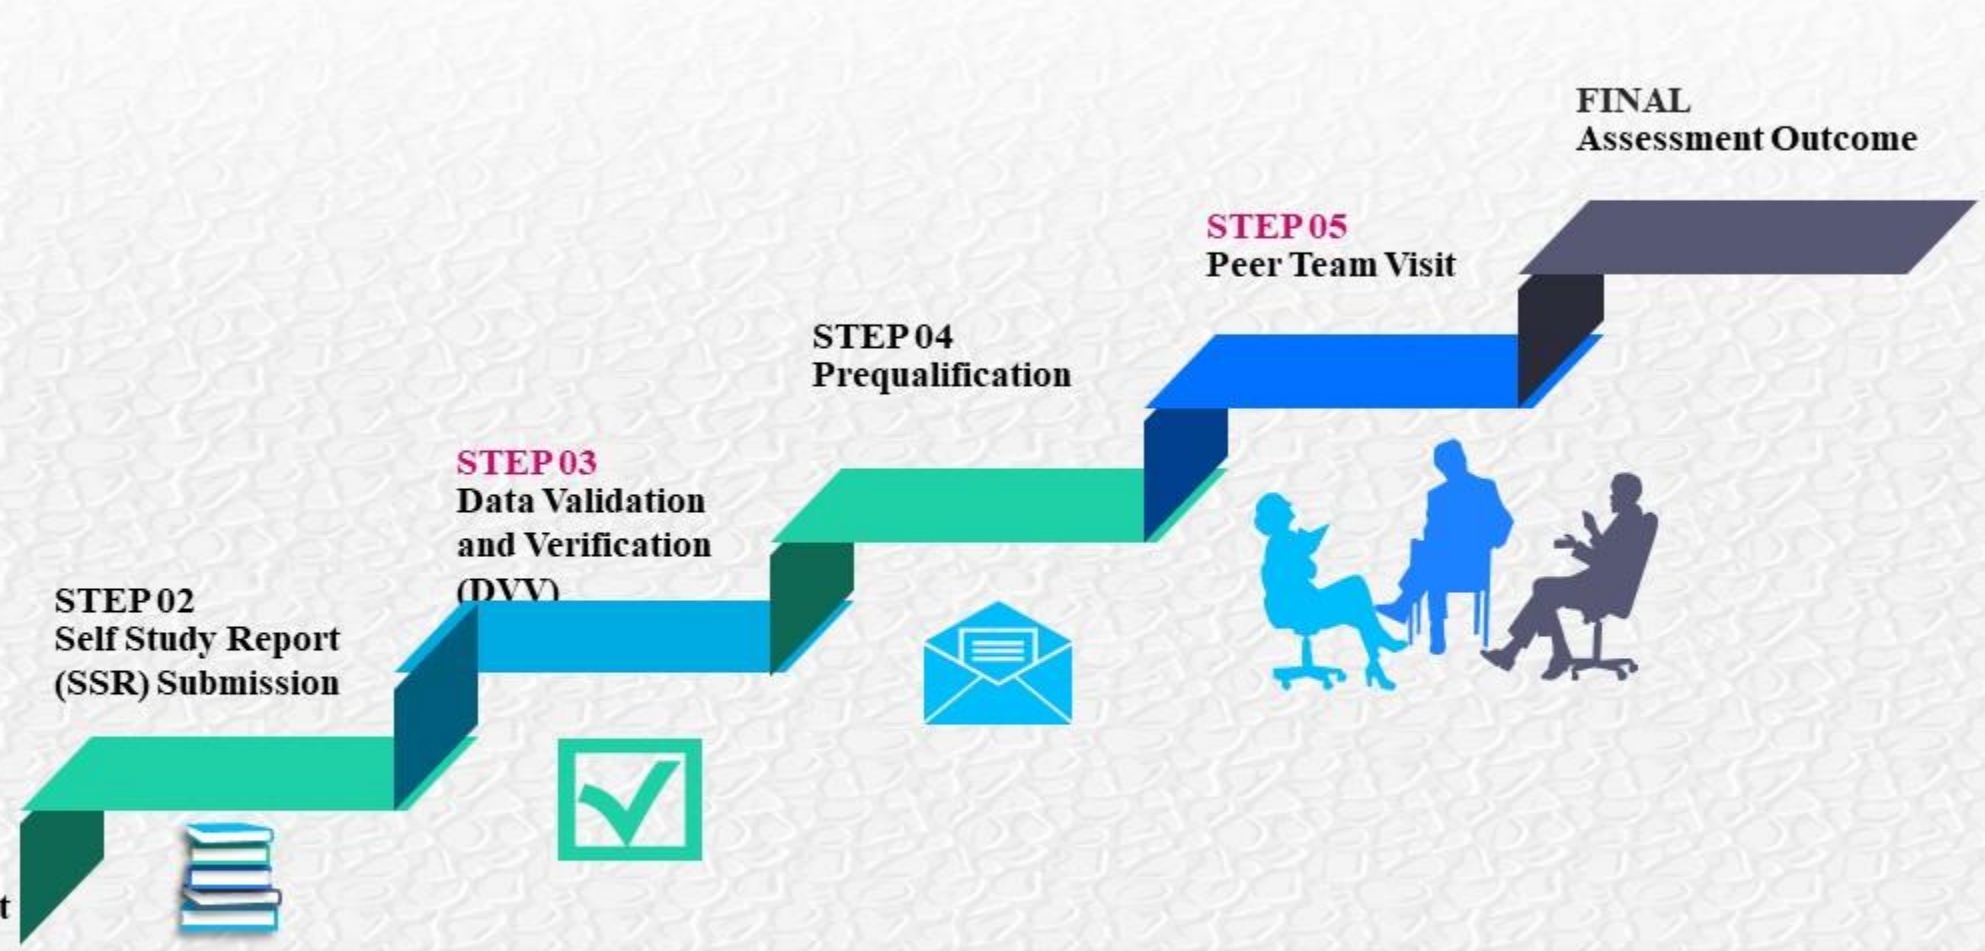 FINAL
Assessment Outcome
STEP 05
Peer Team Visit
STEP 04
Prequalification
STEP 03
Data Validation
and Verification
(DVV)
STEP 02
Self Study Report
(SSR) Submission
t